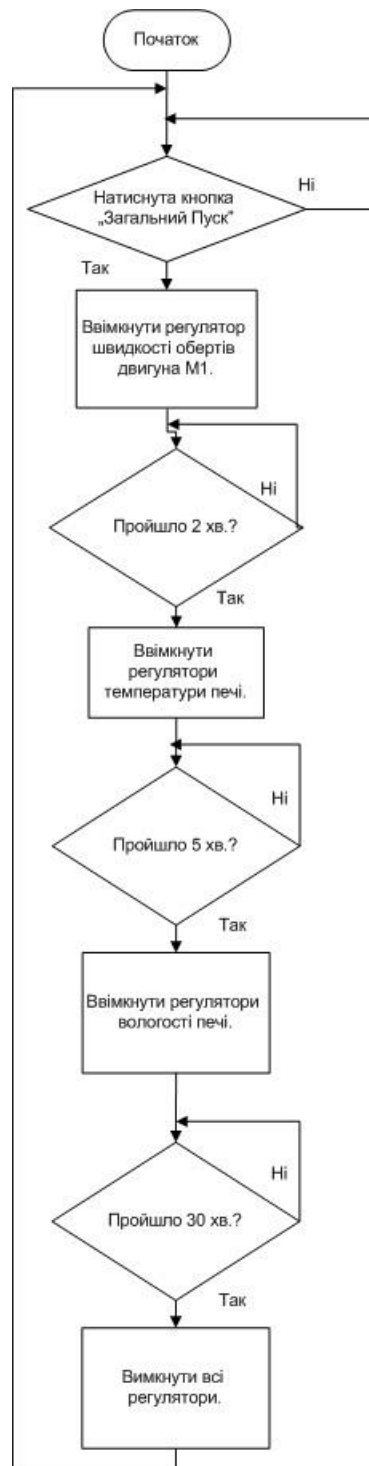 Початок
Натиснута кнопка
„Загальний Пуск"
Ні
Так
Ввімкнути регулятор
швидкості обертів
двигуна М1.
Ні
Пройшло 2 хв.?
Так
Ввімкнути
регулятори
температури печі.
Ні
Пройшло 5 хв.?
Так
Ввімкнути регулятори
вологості печі.
Ні
Пройшло 30 хв.?
Так
Вимкнути всі
регулятори.